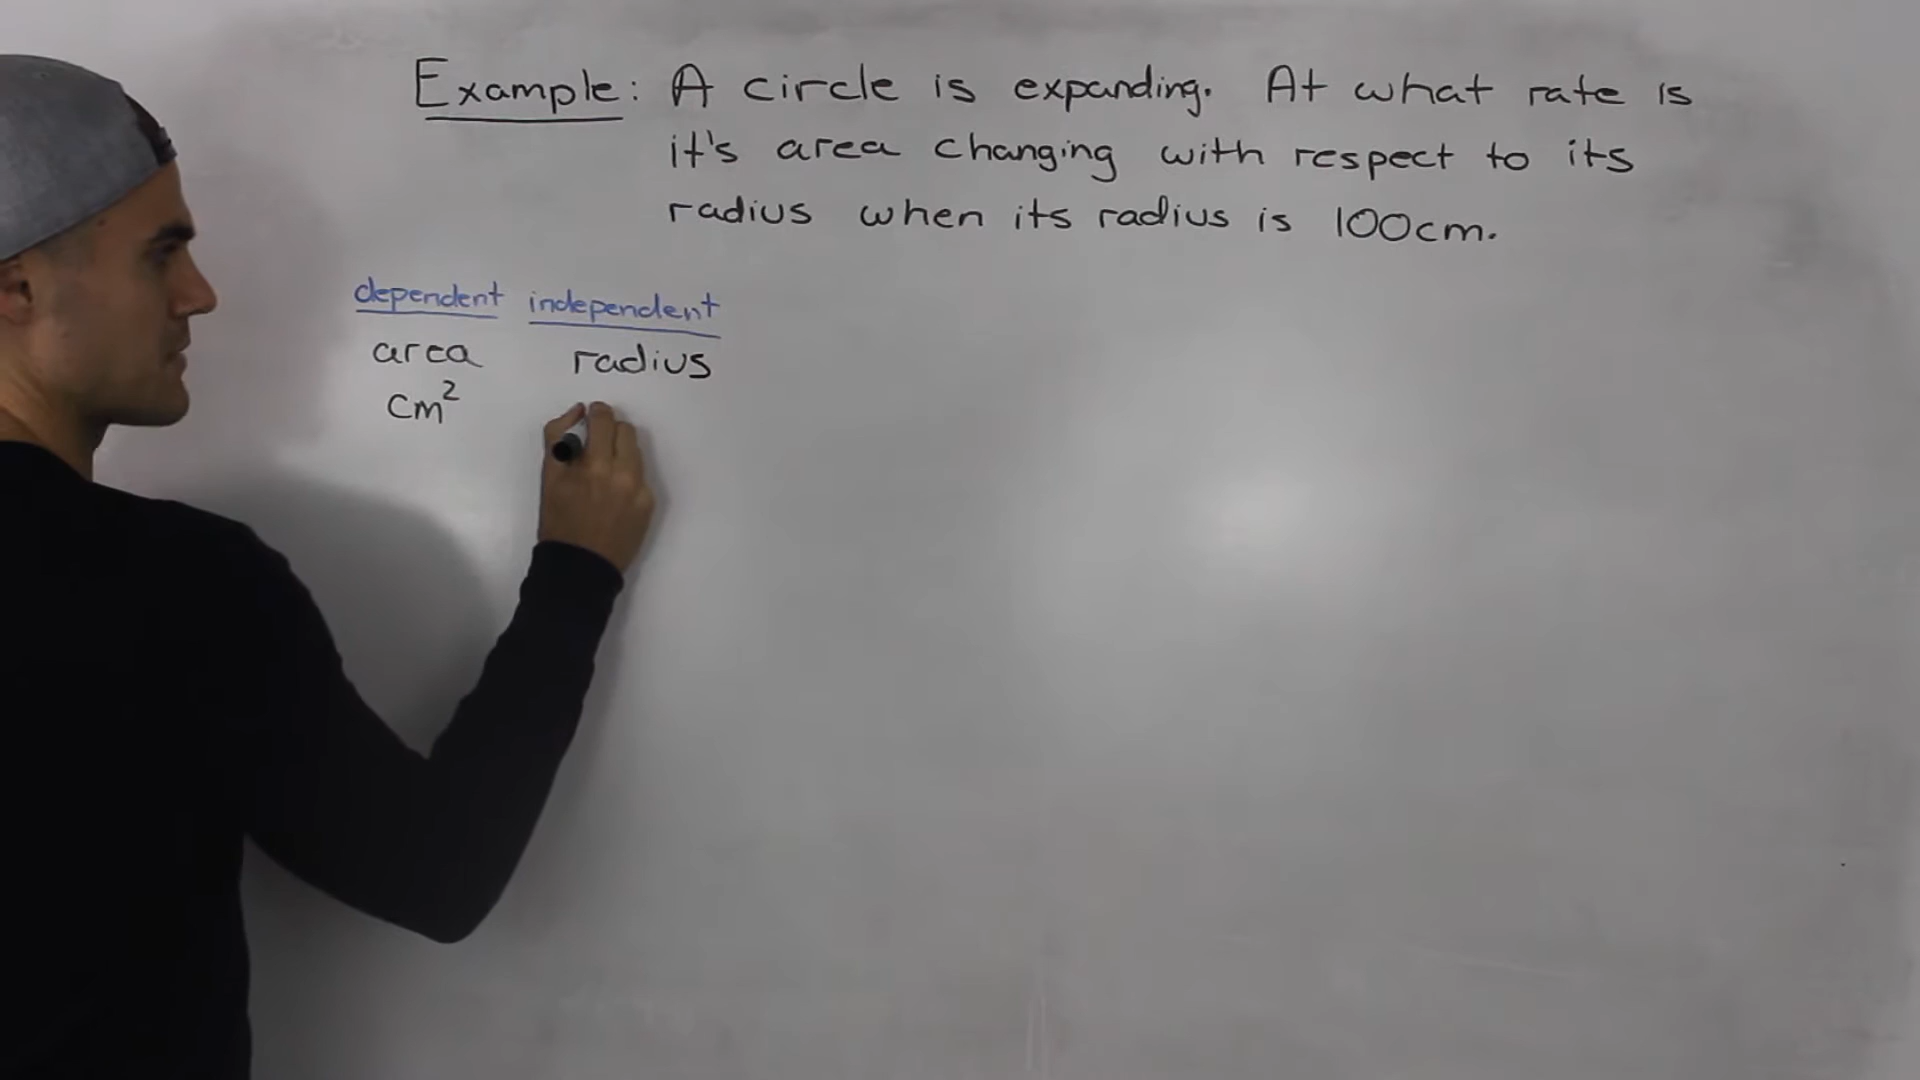 Example: A circle is expanding. At what rate is
it's area changing with respect to its
radius when its radius is 100cm.
dependent independent
area radius
cm²